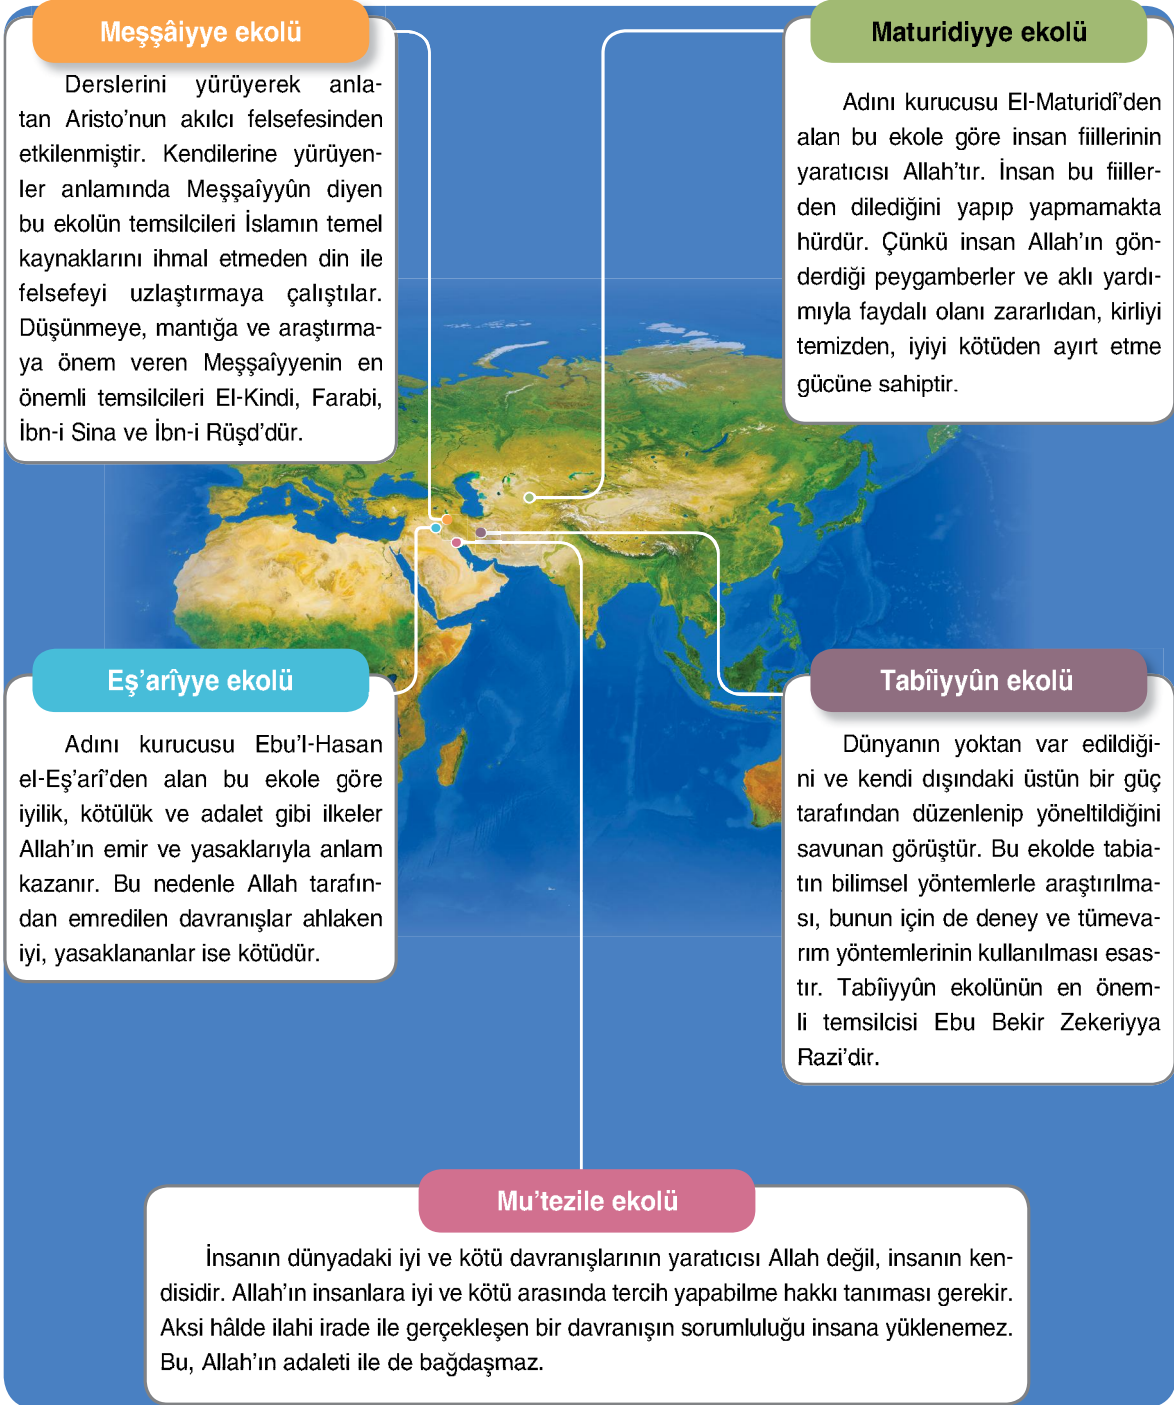 Meşşâiyye ekolü
Derslerini yürüyerek anla-
tan Aristo’nun akılcı felsefesinden
etkilenmiştir. Kendilerine yürüyen-
ler anlamında Meşşaîyyûn diyen
bu ekolün temsilcileri İslamın temel
kaynaklarını ihmal etmeden din ile
felsefeyi uzlaştırmaya çalıştılar.
Düşünmeye, mantığa ve araştırma-
ya önem veren Meşşaîyyenin en
önemli temsilcileri El-Kindi, Farabi,
İbn-i Sina ve İbn-i Rüşd’dür.
Maturidiyye ekolü
Adını kurucusu El-Maturidî’den
alan bu ekole göre insan fiillerinin
yaratıcısı Allah’tır. İnsan bu fiiller-
den dilediğini yapıp yapmamakta
hürdür. Çünkü insan Allah’ın gön-
derdiği peygamberler ve aklı yardı-
mıyla faydalı olanı zararlıdan, kirliyi
temizden, iyiyi kötüden ayırt etme
gücüne sahiptir.
Eş’arîyye ekolü
Adını kurucusu Ebu’l-Hasan
el-Eş’arî’den alan bu ekole göre
iyilik, kötülük ve adalet gibi ilkeler
Allah’ın emir ve yasaklarıyla anlam
kazanır. Bu nedenle Allah tarafın-
dan emredilen davranışlar ahlaken
iyi, yasaklananlar ise kötüdür.
Tabîiyyûn ekolü
Dünyanın yoktan var edildiği-
ni ve kendi dışındaki üstün bir güç
tarafından düzenlenip yöneltildiğini
savunan görüştür. Bu ekolde tabia-
tın bilimsel yöntemlerle araştırılma-
sı, bunun için de deney ve tümeva-
rım yöntemlerinin kullanılması esas-
tır. Tabîiyyûn ekolünün en önem-
li temsilcisi Ebu Bekir Zekeriyya
Razi’dir.
Mu’tezile ekolü
İnsanın dünyadaki iyi ve kötü davranışlarının yaratıcısı Allah değil, insanın ken-
disidir. Allah’ın insanlara iyi ve kötü arasında tercih yapabilme hakkı tanıması gerekir.
Aksi hâlde ilahi irade ile gerçekleşen bir davranışın sorumluluğu insana yüklenemez.
Bu, Allah’ın adaleti ile de bağdaşmaz.